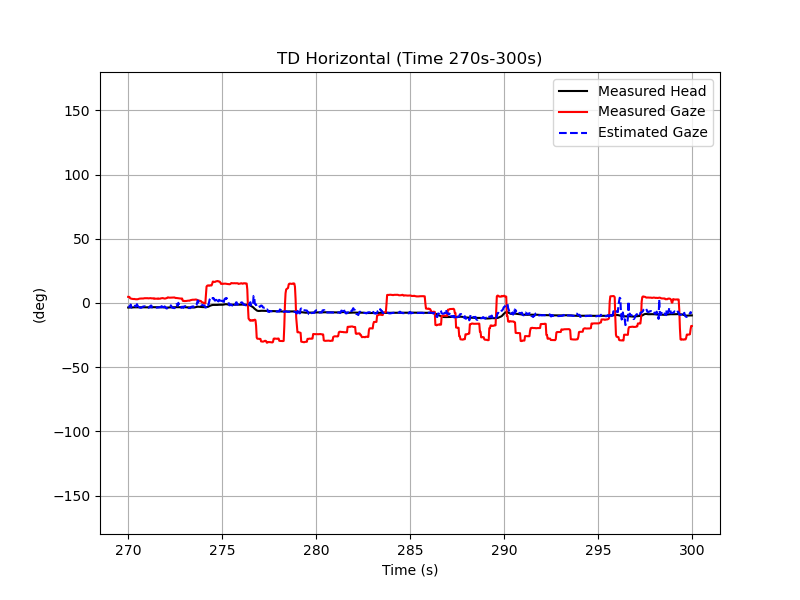 TD Horizontal (Time 270s-300s)
Measured Head
Measured Gaze
Estimated Gaze
150
100
50
0
−50
−100
−150
(deg)
270
275
280
285
290
295
300
Time (s)